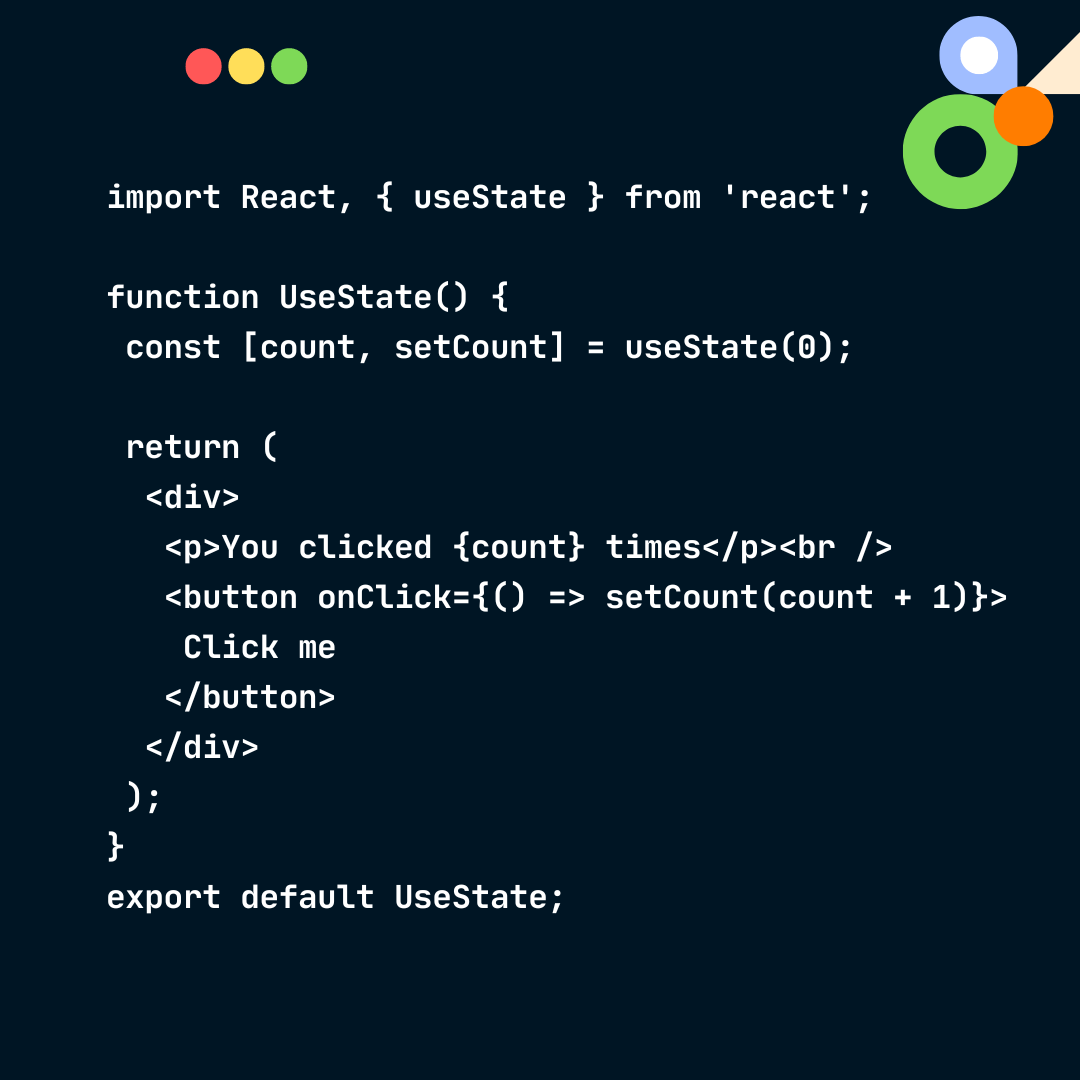 import React, { useState } from 'react';

function UseState() {
 const [count, setCount] = useState(0);

 return (
  <div>
   <p>You clicked {count} times</p><br />
   <button onClick={() => setCount(count + 1)}>
    Click me
   </button>
  </div>
 );
}
export default UseState;